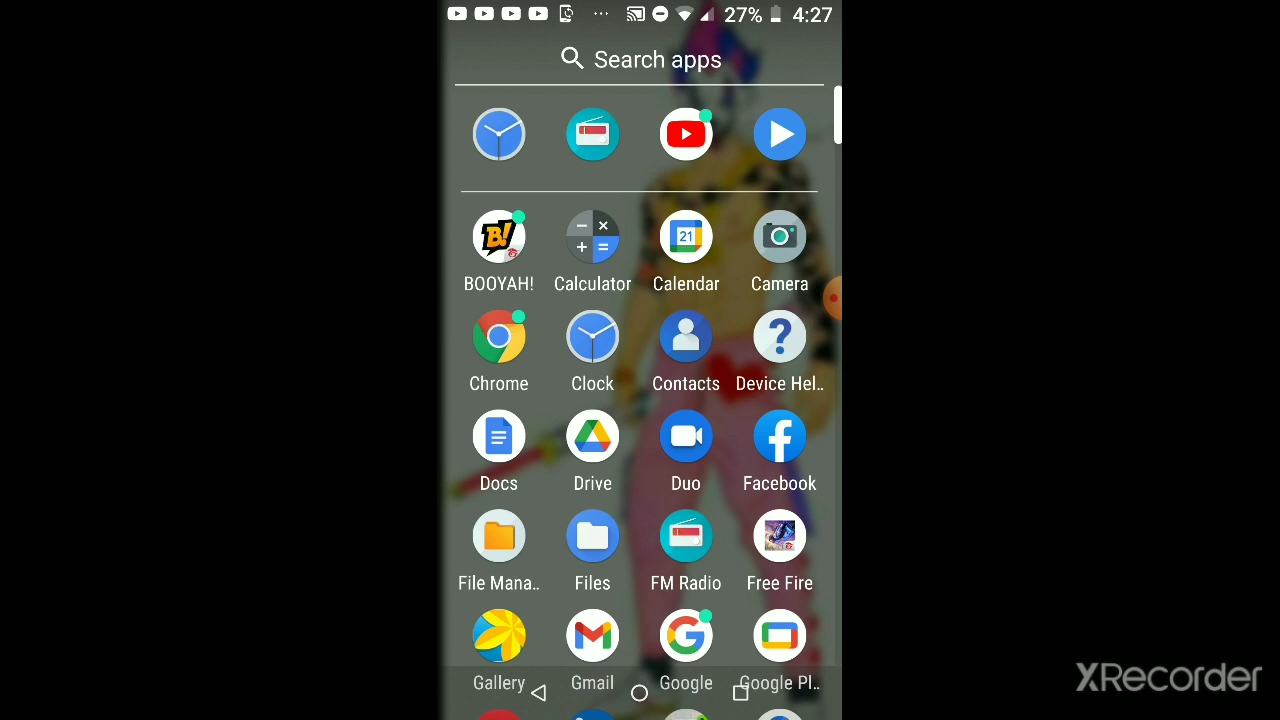 27% 4:27
Search apps
B!
BOOYAH! Calculator 21 Calendar Camera
Chrome Clock Contacts Device Hel..
Docs Drive Duo Facebook
File Mana.. Files FM Radio Free Fire
Gallery Gmail Google Google Pl..
XRecorder